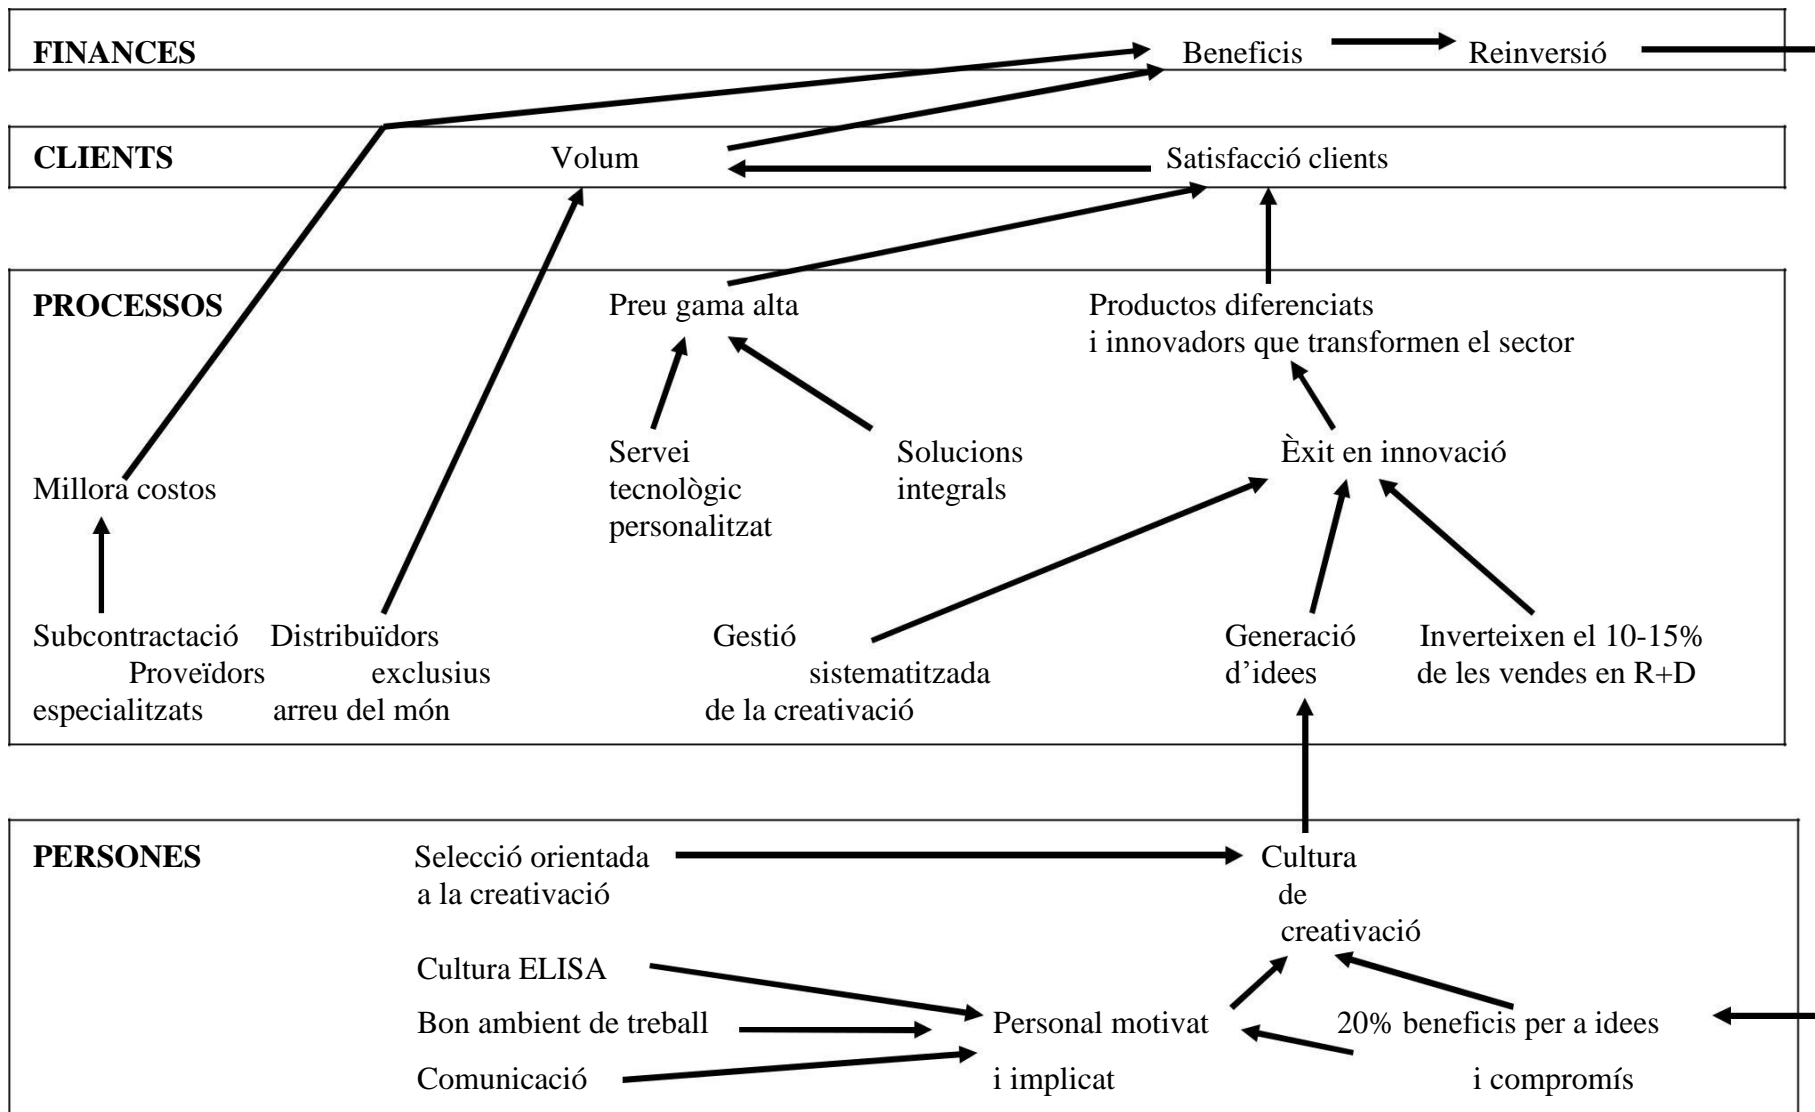 FINANCES
Beneficis
Reinversió
CLIENTS
Volum
Satisfacció clients
PROCESSOS
Preu gama alta
Productos diferenciats
i innovadors que transformen el sector
Servei
tecnològic
personalitzat
Solucions
integrals
Èxit en innovació
Millora costos
Subcontractació
Proveïdors
especialitzats
Distribuïdors
exclusius
arreu del món
Gestió
sistematitzada
de la creativació
Generació
d’idees
Inverteixen el 10-15%
de les vendes en R+D
PERSONES
Selecció orientada
a la creativació
Cultura
de
creativació
Cultura ELISA
Bon ambient de treball
Comunicació
Personal motivat
i implicat
20% beneficis per a idees
i compromís